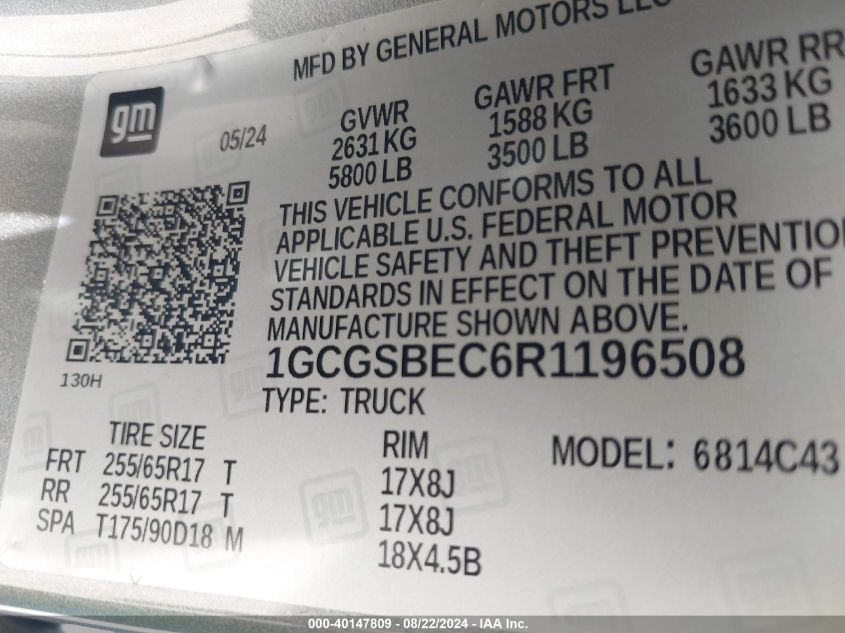 MFD BY GENERAL MOTORS LLC
gm
05/24
GVWR
2631 KG
5800 LB
GAWR FRT
1588 KG
3500 LB
GAWR RR
1633 KG
3600 LB
THIS VEHICLE CONFORMS TO ALL
APPLICABLE U.S. FEDERAL MOTOR
VEHICLE SAFETY AND THEFT PREVENTION
STANDARDS IN EFFECT ON THE DATE OF
MANUFACTURE SHOWN ABOVE.
1GCGSBEC6R1196508
130H
TYPE: TRUCK
TIRE SIZE
FRT 255/65R17 T
RR 255/65R17 T
SPA T175/90D18 M
RIM
17X8J
17X8J
18X4.5B
MODEL: 6814C43
000-40147809 - 08/22/2024 - IAA Inc.